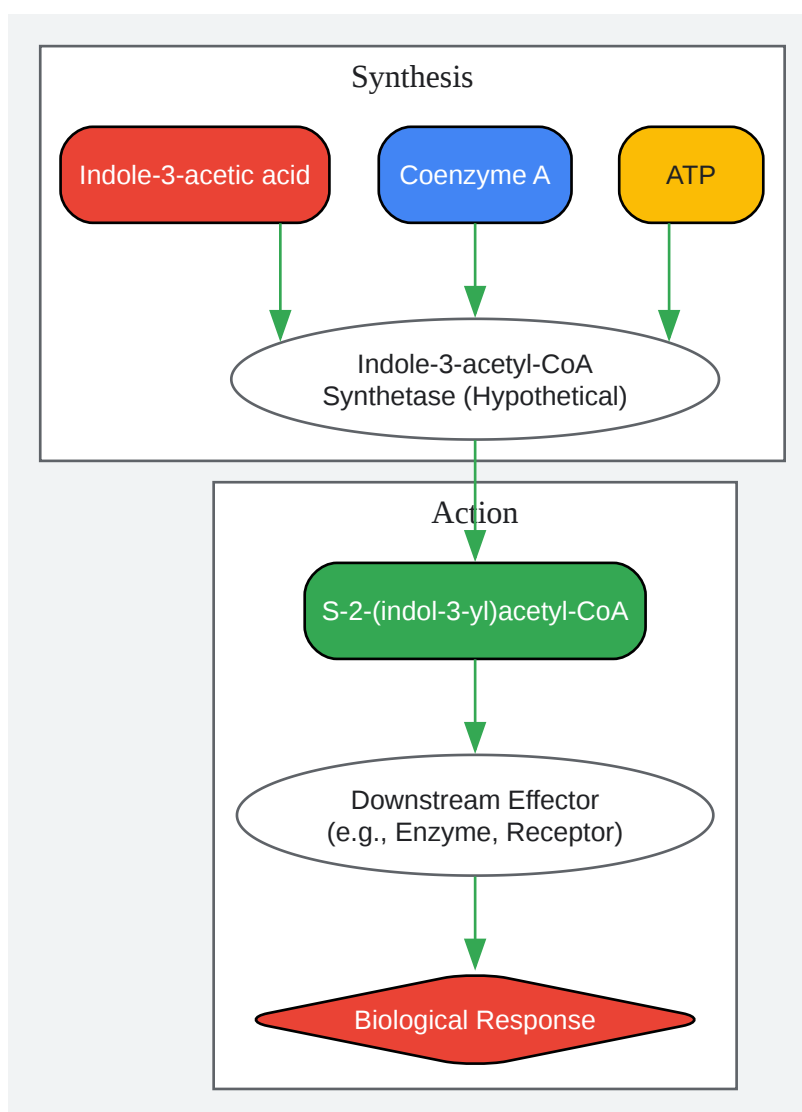 Synthesis
Indole-3-acetic acid
Coenzyme A
ATP
Indole-3-acetyl-CoA
Synthetase (Hypothetical)
Action
S-2-(indol-3-yl)acetyl-CoA
Downstream Effector
(e.g., Enzyme, Receptor)
Biological Response